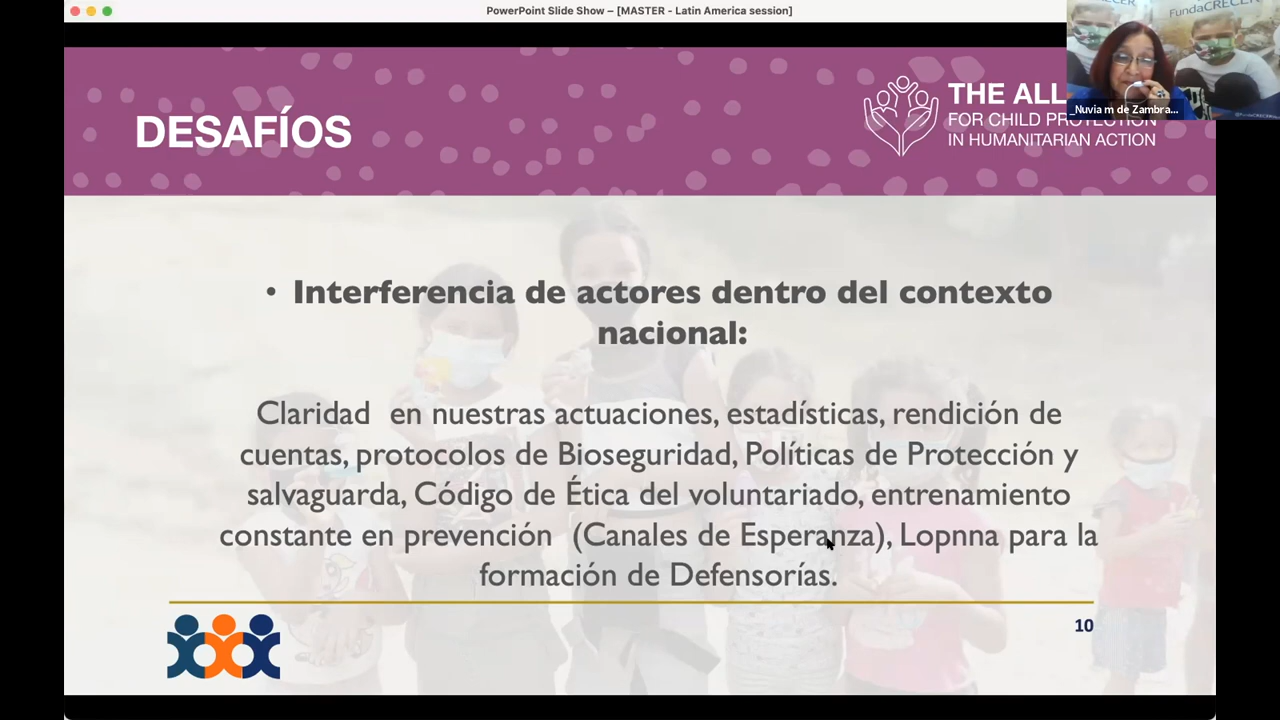 PowerPoint Slide Show – [MASTER - Latin America session]
FundaCRECER
_Nuvia m de Zambra...
DESAFÍOS
THE ALL
FOR CHILD PROTECTION
IN HUMANITARIAN ACTION
• Interferencia de actores dentro del contexto
nacional:
Claridad en nuestras actuaciones, estadísticas, rendición de
cuentas, protocolos de Bioseguridad, Políticas de Protección y
salvaguarda, Código de Ética del voluntariado, entrenamiento
constante en prevención (Canales de Esperanza), Lopnna para la
formación de Defensorías.
10